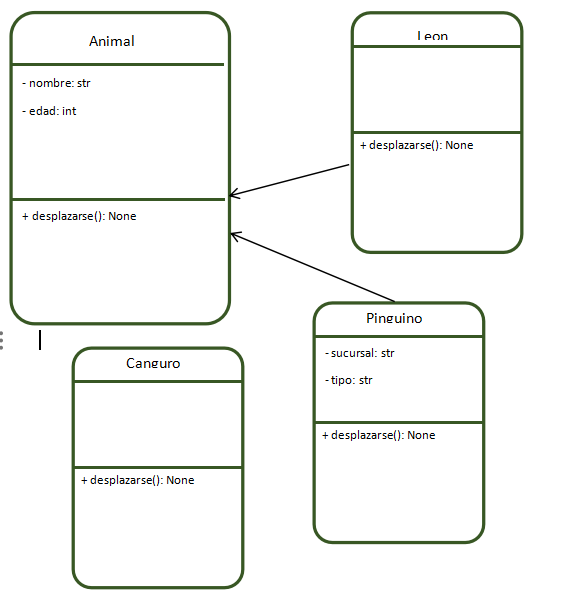 Animal
- nombre: str
- edad: int
+ desplazarse(): None
Leon
+ desplazarse(): None
Pinguino
- sucursal: str
- tipo: str
+ desplazarse(): None
Canguro
+ desplazarse(): None